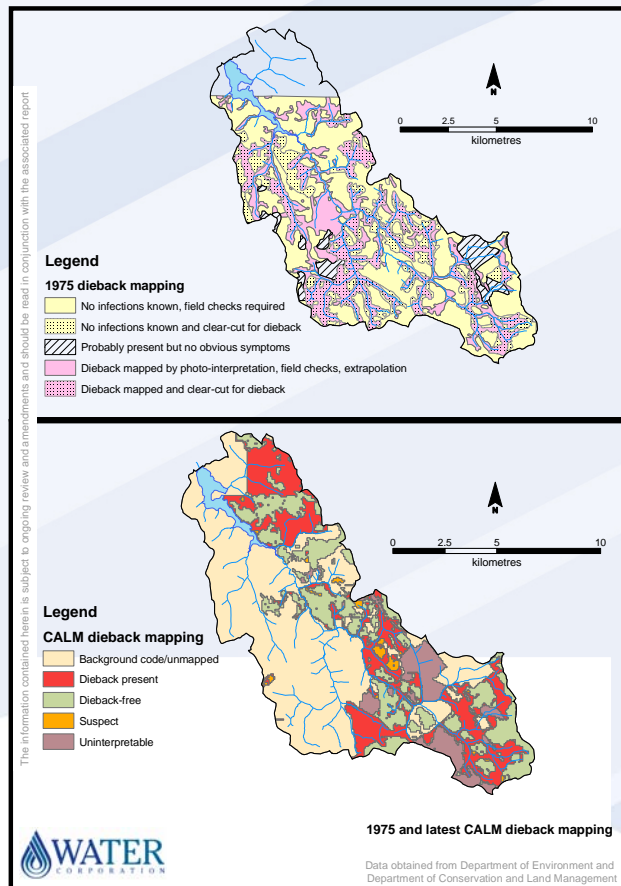 The information contained herein is subject to ongoing review and amendments and should be read in conjunction with the associated report
N
0 2.5 5 10
kilometres
Legend
1975 dieback mapping
No infections known, field checks required
No infections known and clear-cut for dieback
Probably present but no obvious symptoms
Dieback mapped by photo-interpretation, field checks, extrapolation
Dieback mapped and clear-cut for dieback
N
0 2.5 5 10
kilometres
Legend
CALM dieback mapping
Background code/unmapped
Dieback present
Dieback-free
Suspect
Uninterpretable
WATER
CORPORATION
1975 and latest CALM dieback mapping
Data obtained from Department of Environment and
Department of Conservation and Land Management